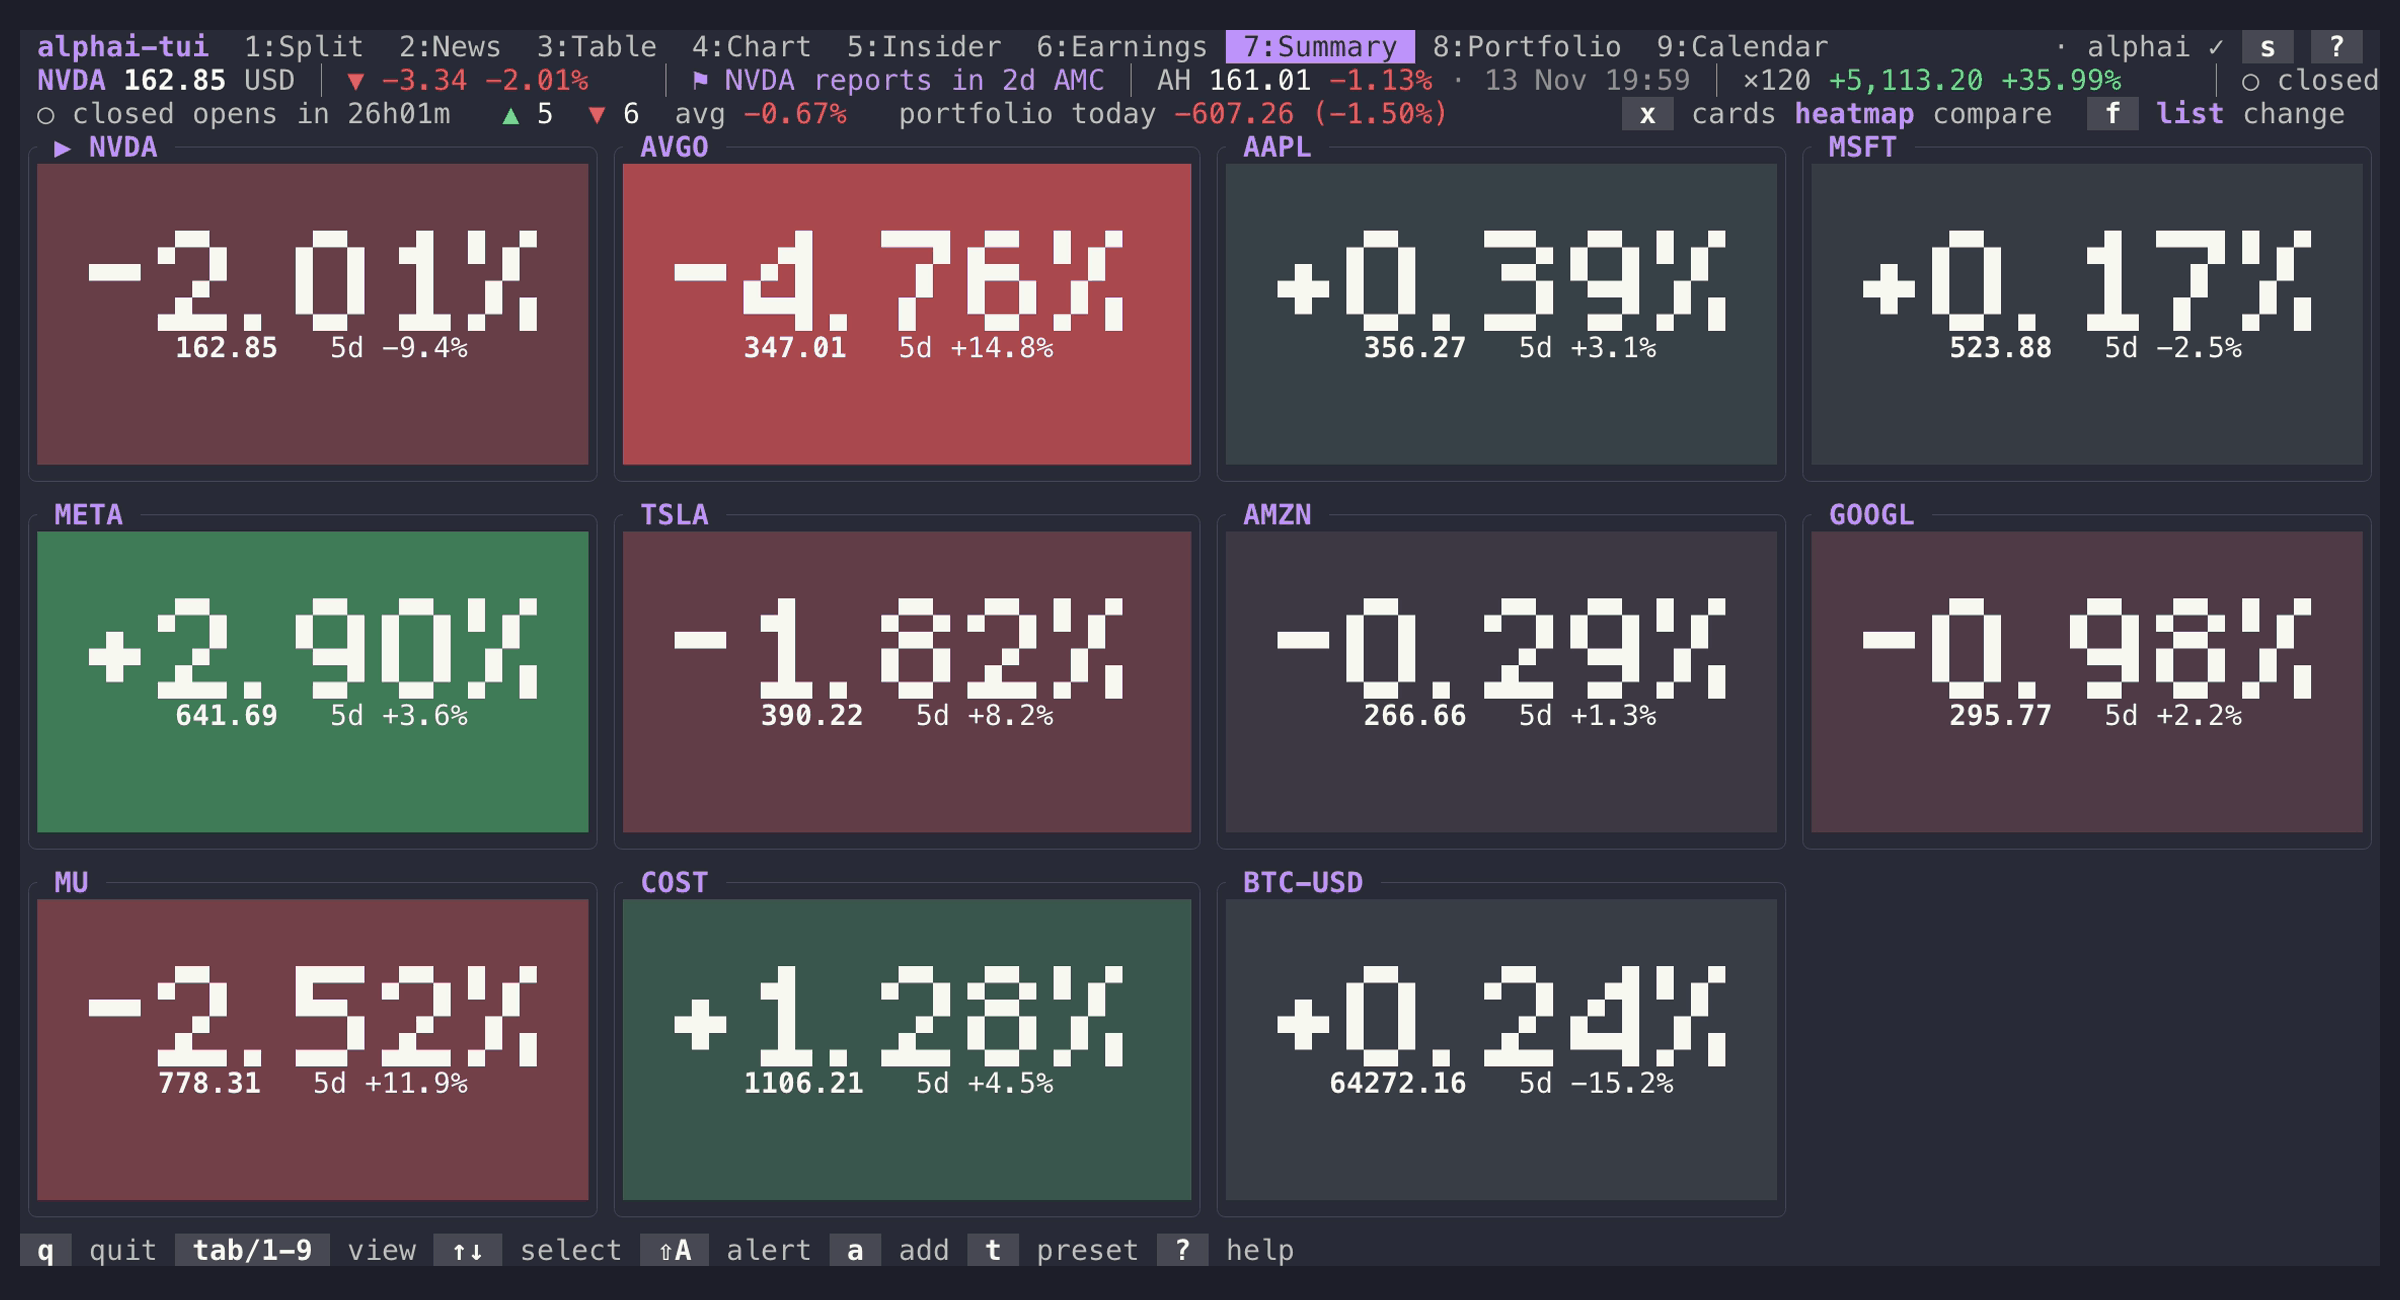 alphai-tui 1:Split 2:News 3:Table 4:Chart 5:Insider 6:Earnings 7:Summary 8:Portfolio 9:Calendar · alphai ✓ s ?
NVDA 162.85 USD │ ▼ −3.34 −2.01% │ ⚑ NVDA reports in 2d AMC │ AH 161.01 −1.13% · 13 Nov 19:59 │ ×120 +5,113.20 +35.99% │ ○ closed
○ closed opens in 26h01m ▲ 5 ▼ 6 avg −0.67% portfolio today −607.26 (−1.50%) x cards heatmap compare f list change
▶ NVDA
−2.01%
162.85 5d −9.4%
AVGO
−4.76%
347.01 5d +14.8%
AAPL
+0.39%
356.27 5d +3.1%
MSFT
+0.17%
523.88 5d −2.5%
META
+2.90%
641.69 5d +3.6%
TSLA
−1.82%
390.22 5d +8.2%
AMZN
−0.29%
266.66 5d +1.3%
GOOGL
−0.98%
295.77 5d +2.2%
MU
−2.52%
778.31 5d +11.9%
COST
+1.28%
1106.21 5d +4.5%
BTC−USD
+0.24%
64272.16 5d −15.2%
q quit tab/1−9 view ↑↓ select ⇧A alert a add t preset ? help